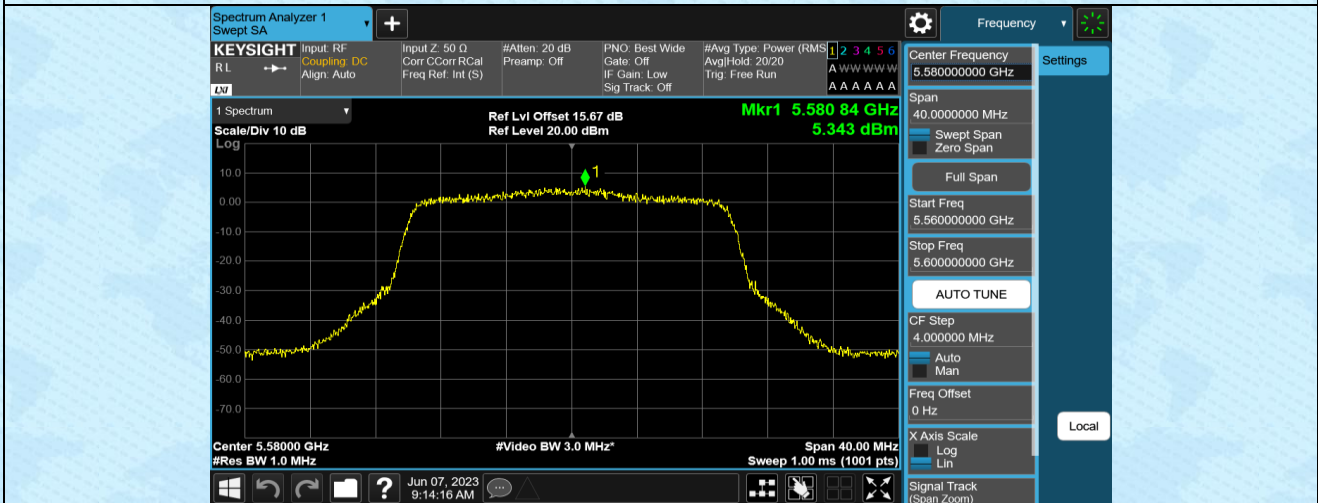 Spectrum Analyzer 1
Swept SA
Frequency
KEYSIGHT
RL
LXI
Input: RF
Coupling: DC
Align: Auto
Input Z: 50 Ω
Corr CCorr RCal
Freq Ref: Int (S)
#Atten: 20 dB
Preamp: Off
PNO: Best Wide
Gate: Off
IF Gain: Low
Sig Track: Off
#Avg Type: Power (RMS
Avg|Hold: 20/20
Trig: Free Run
1 2 3 4 5 6
A W W W W W
A A A A A A
1 Spectrum
Scale/Div 10 dB
Log
Ref Lvl Offset 15.67 dB
Ref Level 20.00 dBm
Mkr1 5.580 84 GHz
5.343 dBm
1
10.0
0.00
-10.0
-20.0
-30.0
-40.0
-50.0
-60.0
-70.0
Center 5.58000 GHz
#Res BW 1.0 MHz
#Video BW 3.0 MHz*
Span 40.00 MHz
Sweep 1.00 ms (1001 pts)
Jun 07, 2023
9:14:16 AM
Center Frequency
5.580000000 GHz
Span
40.0000000 MHz
Swept Span
Zero Span
Full Span
Start Freq
5.560000000 GHz
Stop Freq
5.600000000 GHz
AUTO TUNE
CF Step
4.000000 MHz
Auto
Man
Freq Offset
0 Hz
X Axis Scale
Log
Lin
Signal Track
(Span Zoom)
Settings
Local